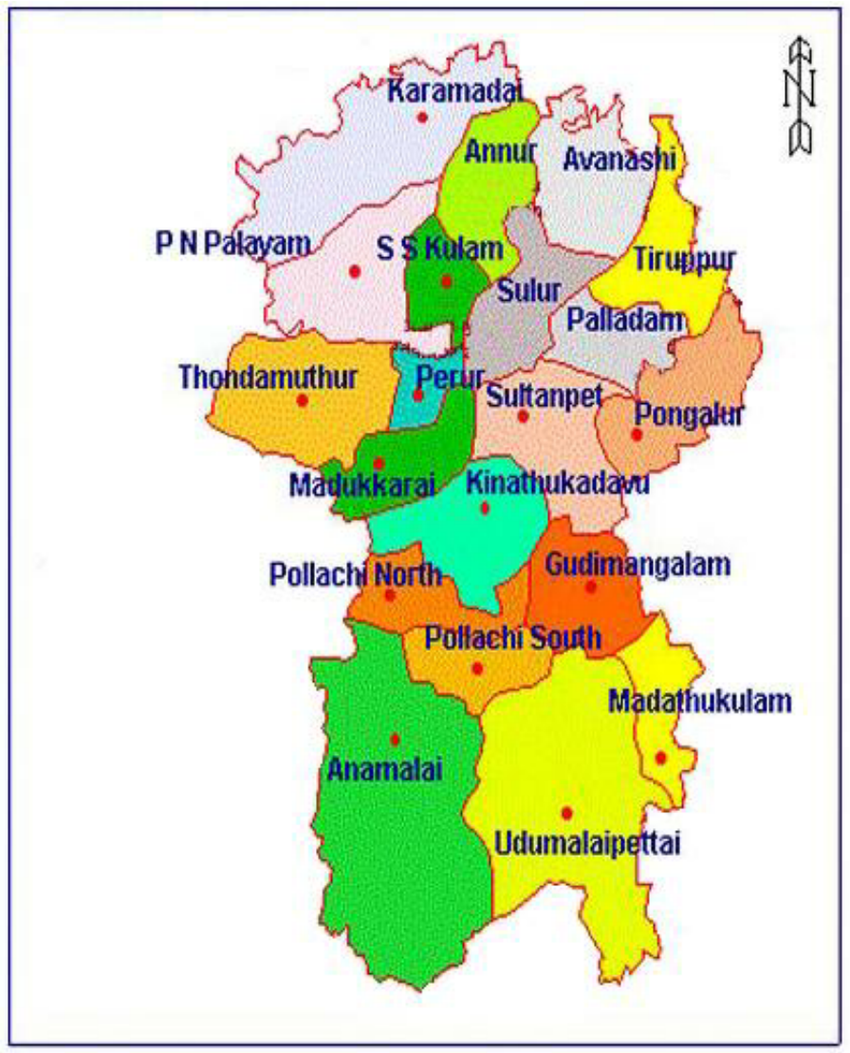 Karamadai
Annur
Avanashi
P N Palayam
S S Kulam
Tiruppur
Sulur
Palladam
Thondamuthur
Perur
Sultanpet
Pongalur
Madukkarai
Kinathukadavu
Pollachi North
Gudimangalam
Pollachi South
Madathukulam
Anamalai
Udumalaipettai
N